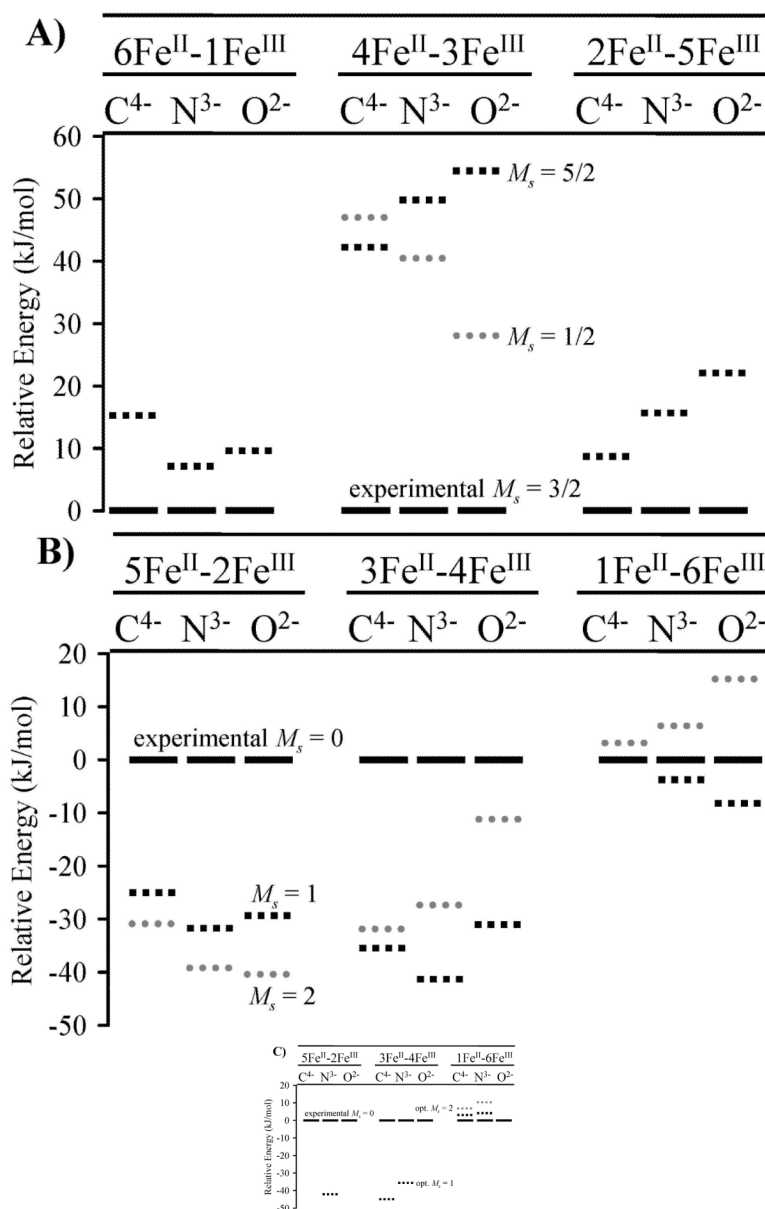 A)
6Fe^II-1Fe^III 4Fe^II-3Fe^III 2Fe^II-5Fe^III
C^4- N^3- O^2- C^4- N^3- O^2- C^4- N^3- O^2-
60
50
40
30
20
10
0
Relative Energy (kJ/mol)
M_s = 5/2
M_s = 1/2
experimental M_s = 3/2
B)
5Fe^II-2Fe^III 3Fe^II-4Fe^III 1Fe^II-6Fe^III
C^4- N^3- O^2- C^4- N^3- O^2- C^4- N^3- O^2-
20
10
0
-10
-20
-30
-40
-50
Relative Energy (kJ/mol)
experimental M_s = 0
M_s = 1
M_s = 2
C)
5Fe^II-2Fe^III 3Fe^II-4Fe^III 1Fe^II-6Fe^III
C^4- N^3- O^2- C^4- N^3- O^2- C^4- N^3- O^2-
20
10
0
-10
-20
-30
-40
-50
Relative Energy (kJ/mol)
experimental M_s = 0
opt. M_s = 2
opt. M_s = 1